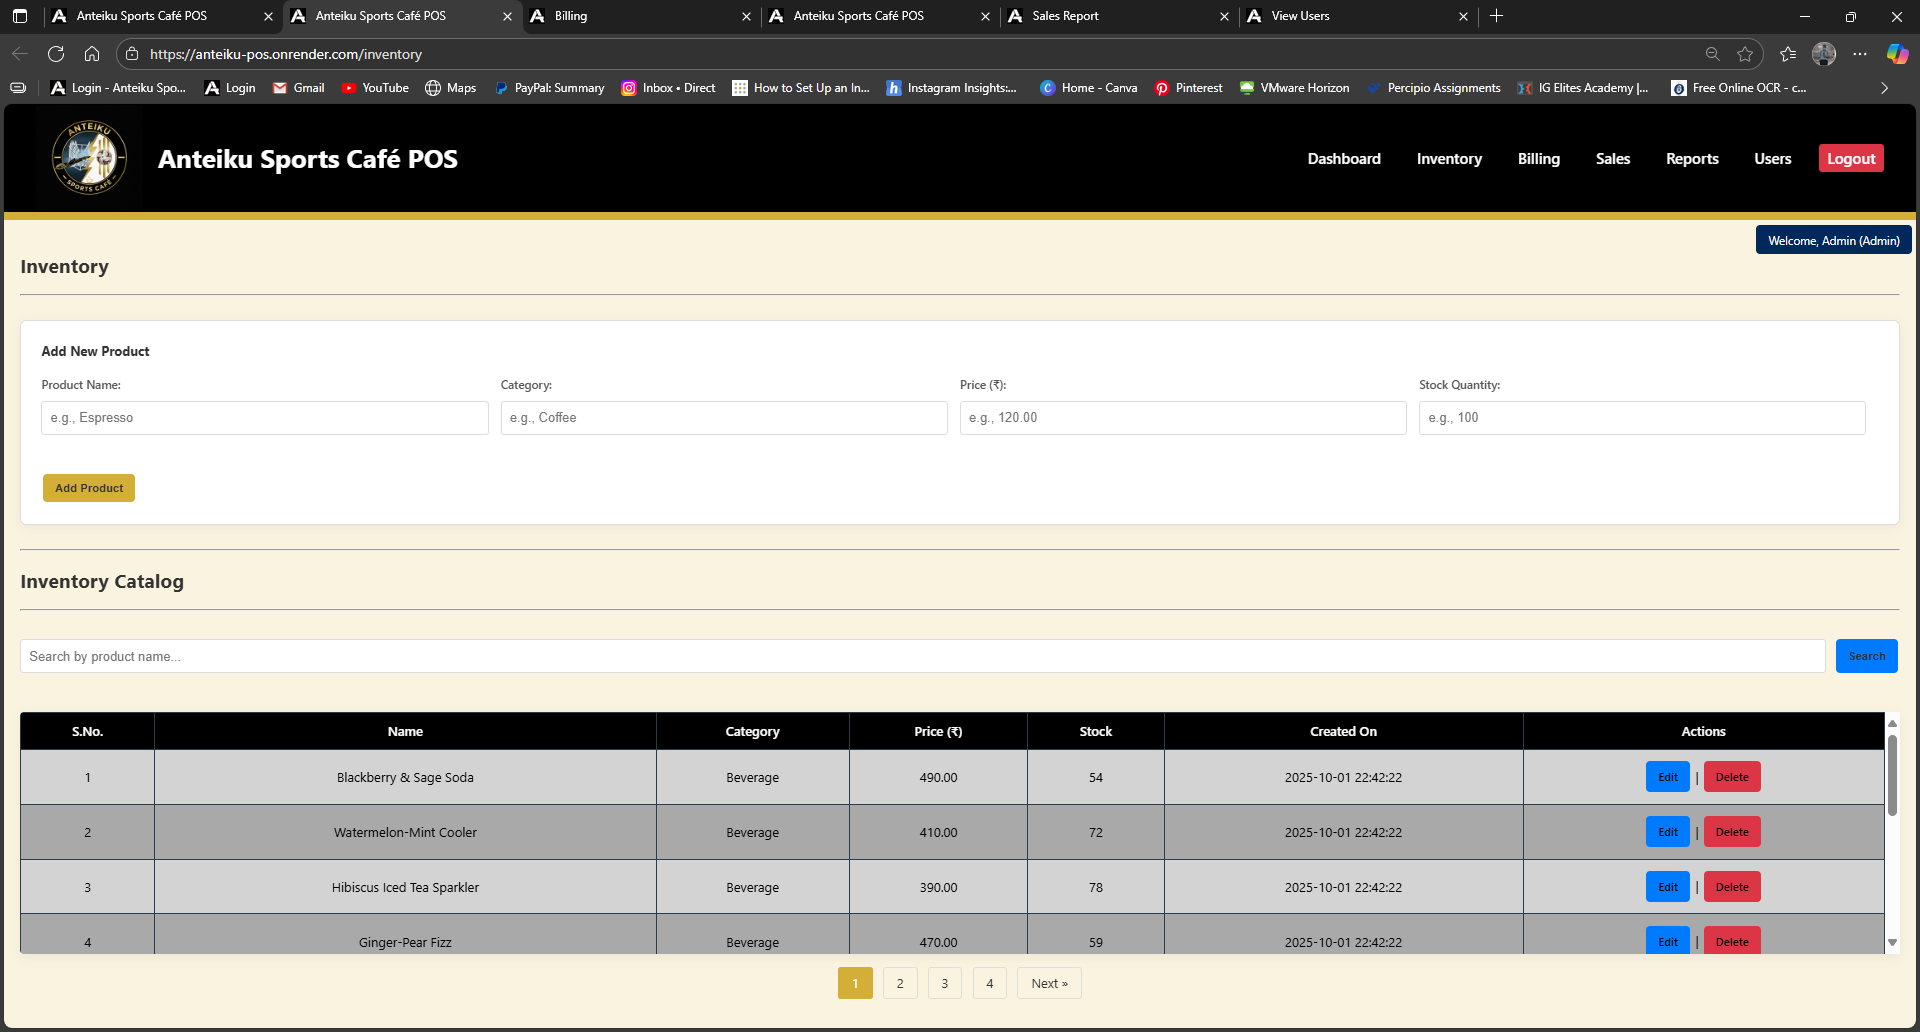 Anteiku Sports Café POS
Anteiku Sports Café POS
Billing
Anteiku Sports Café POS
Sales Report
View Users
https://anteiku-pos.onrender.com/inventory
Login - Anteiku Spo...
Login
Gmail
YouTube
Maps
PayPal: Summary
Inbox • Direct
How to Set Up an In...
Instagram Insights:...
Home - Canva
Pinterest
VMware Horizon
Percipio Assignments
IG Elites Academy |...
Free Online OCR - c...
ANTEIKU
SPORTS CAFÉ
Anteiku Sports Café POS
Dashboard
Inventory
Billing
Sales
Reports
Users
Logout
Welcome, Admin (Admin)
Inventory
Add New Product
Product Name:
Category:
Price (₹):
Stock Quantity:
e.g., Espresso
e.g., Coffee
e.g., 120.00
e.g., 100
Add Product
Inventory Catalog
Search by product name...
Search
S.No. Name Category Price (₹) Stock Created On Actions
1 Blackberry & Sage Soda Beverage 490.00 54 2025-10-01 22:42:22 Edit | Delete
2 Watermelon-Mint Cooler Beverage 410.00 72 2025-10-01 22:42:22 Edit | Delete
3 Hibiscus Iced Tea Sparkler Beverage 390.00 78 2025-10-01 22:42:22 Edit | Delete
4 Ginger-Pear Fizz Beverage 470.00 59 2025-10-01 22:42:22 Edit | Delete
1 2 3 4 Next »